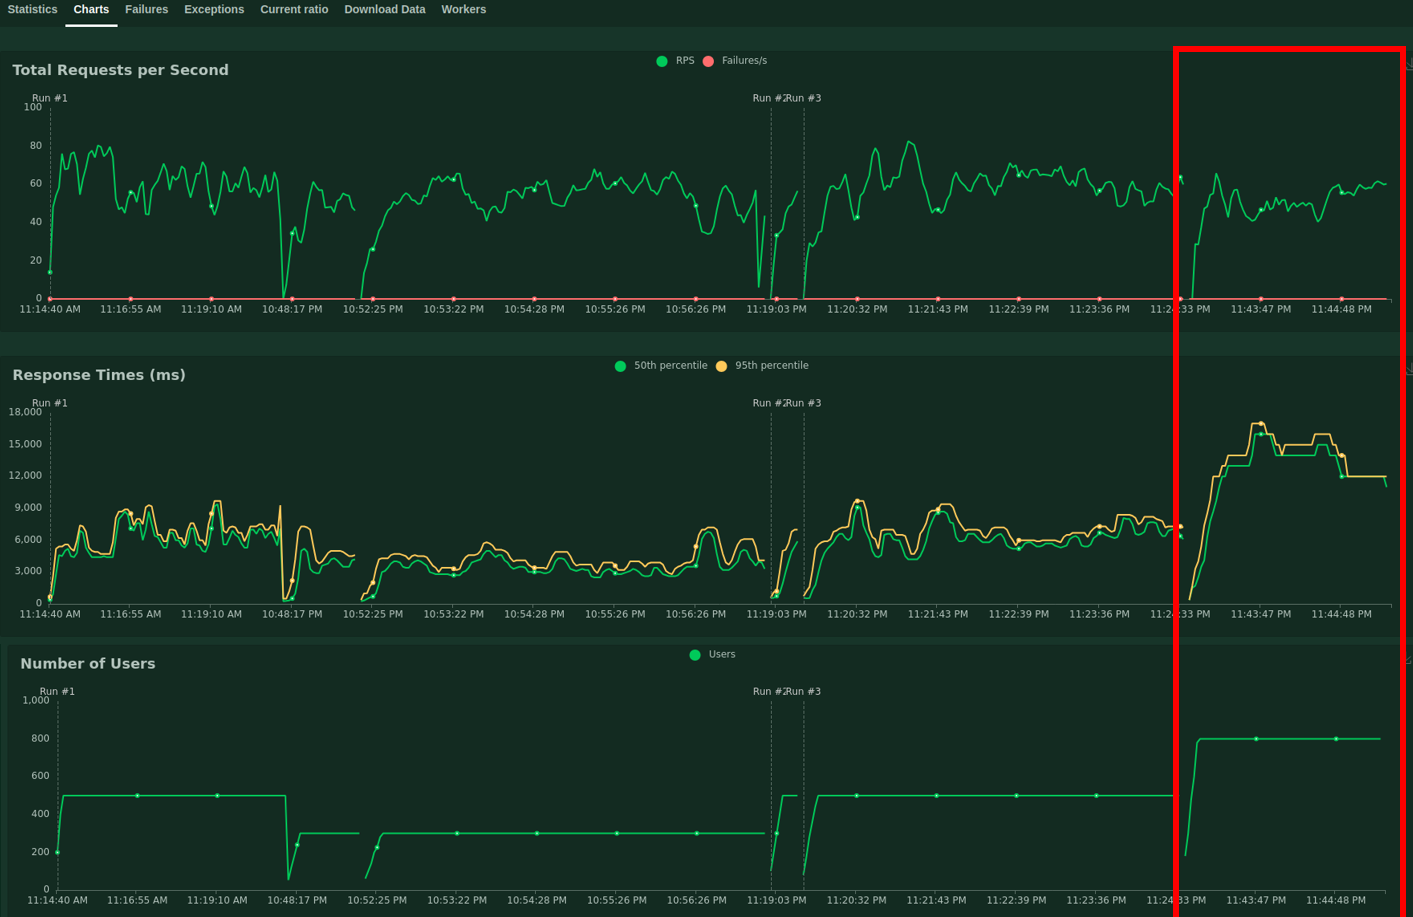 Statistics Charts Failures Exceptions Current ratio Download Data Workers
Total Requests per Second
RPS Failures/s
Run #1 Run #2 Run #3
100
80
60
40
20
0
11:14:40 AM 11:16:55 AM 11:19:10 AM 10:48:17 PM 10:52:25 PM 10:53:22 PM 10:54:28 PM 10:55:26 PM 10:56:26 PM 11:19:03 PM 11:20:32 PM 11:21:43 PM 11:22:39 PM 11:23:36 PM 11:24:33 PM 11:43:47 PM 11:44:48 PM
Response Times (ms)
50th percentile 95th percentile
Run #1 Run #2 Run #3
18,000
15,000
12,000
9,000
6,000
3,000
0
11:14:40 AM 11:16:55 AM 11:19:10 AM 10:48:17 PM 10:52:25 PM 10:53:22 PM 10:54:28 PM 10:55:26 PM 10:56:26 PM 11:19:03 PM 11:20:32 PM 11:21:43 PM 11:22:39 PM 11:23:36 PM 11:24:33 PM 11:43:47 PM 11:44:48 PM
Number of Users
Users
Run #1 Run #2 Run #3
1,000
800
600
400
200
0
11:14:40 AM 11:16:55 AM 11:19:10 AM 10:48:17 PM 10:52:25 PM 10:53:22 PM 10:54:28 PM 10:55:26 PM 10:56:26 PM 11:19:03 PM 11:20:32 PM 11:21:43 PM 11:22:39 PM 11:23:36 PM 11:24:33 PM 11:43:47 PM 11:44:48 PM